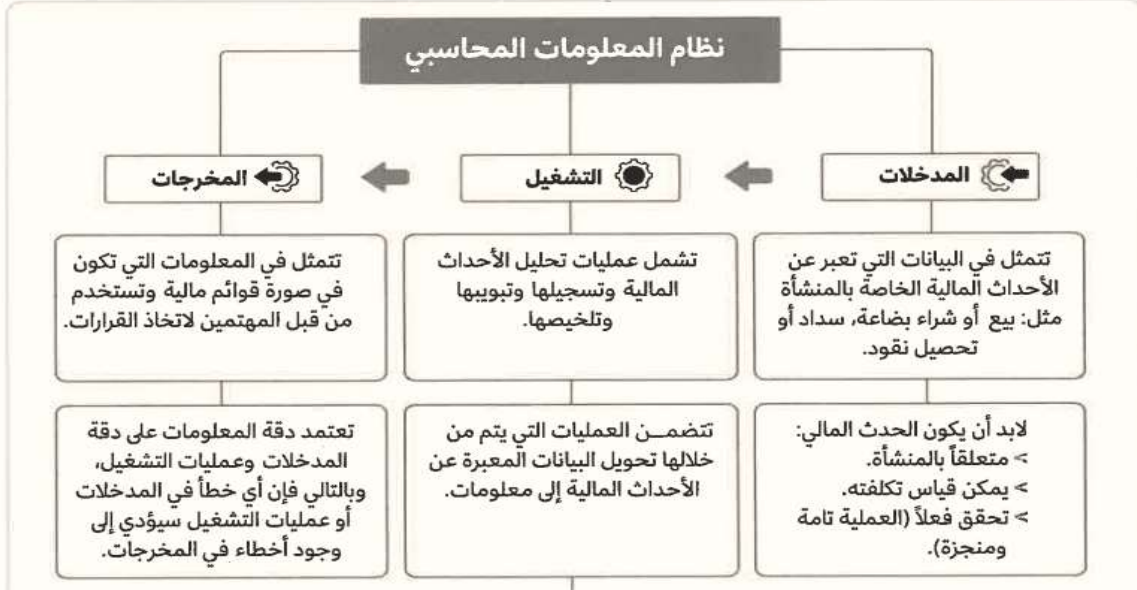 نظام المعلومات المحاسبي
المدخلات
التشغيل
المخرجات
تتمثل في البيانات التي تعبر عن
الأحداث المالية الخاصة بالمنشأة
مثل: بيع أو شراء بضاعة، سداد أو
تحصيل نقود.
تشمل عمليات تحليل الأحداث
المالية وتسجيلها وتبويبها
وتلخيصها.
تتمثل في المعلومات التي تكون
في صورة قوائم مالية وتستخدم
من قبل المهتمين لاتخاذ القرارات.
لابد أن يكون الحدث المالي:
> متعلقاً بالمنشأة.
> يمكن قياس تكلفته.
> تحقق فعلاً (العملية تامة
ومنجزة).
تتضمــن العمليات التي يتم من
خلالها تحويل البيانات المعبرة عن
الأحداث المالية إلى معلومات.
تعتمد دقة المعلومات على دقة
المدخلات وعمليات التشغيل،
وبالتالي فإن أي خطأ في المدخلات
أو عمليات التشغيل سيؤدي إلى
وجود أخطاء في المخرجات.